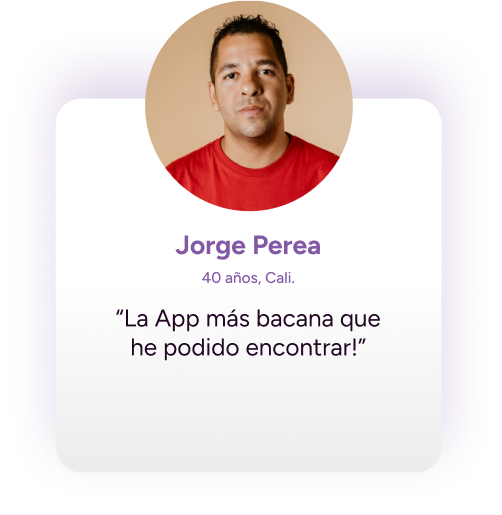 Jorge Perea
40 años, Cali.
“La App más bacana que
he podido encontrar!”